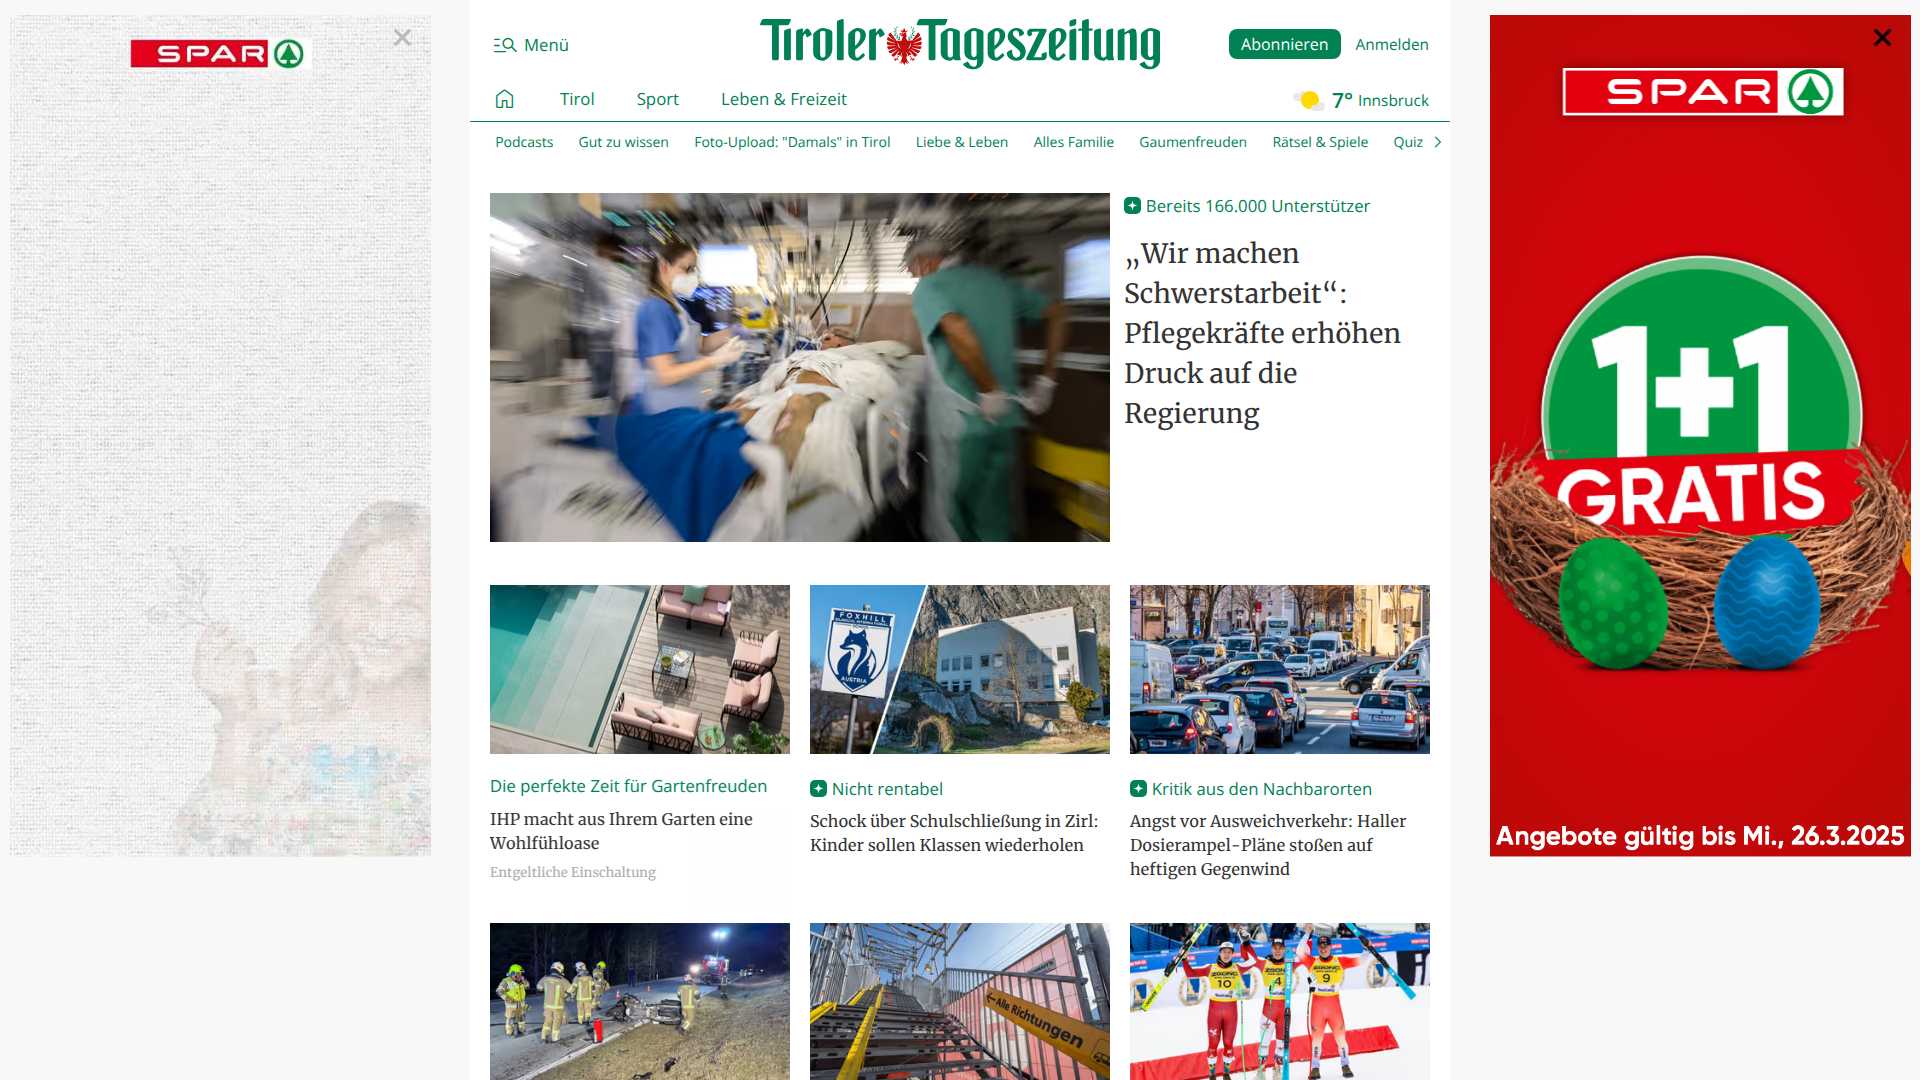 SPAR
Menü
Tiroler Tageszeitung
Abonnieren
Anmelden
Tirol
Sport
Leben & Freizeit
7° Innsbruck
Podcasts
Gut zu wissen
Foto-Upload: "Damals" in Tirol
Liebe & Leben
Alles Familie
Gaumenfreuden
Rätsel & Spiele
Quiz
Bereits 166.000 Unterstützer
„Wir machen
Schwerstarbeit“:
Pflegekräfte erhöhen
Druck auf die
Regierung
FOXHILL
AUSTRIA
Die perfekte Zeit für Gartenfreuden
IHP macht aus Ihrem Garten eine
Wohlfühloase
Entgeltliche Einschaltung
Nicht rentabel
Schock über Schulschließung in Zirl:
Kinder sollen Klassen wiederholen
Kritik aus den Nachbarorten
Angst vor Ausweichverkehr: Haller
Dosierampel-Pläne stoßen auf
heftigen Gegenwind
Alle Richtungen
10
4
9
SPAR
1+1
GRATIS
Angebote gültig bis Mi., 26.3.2025